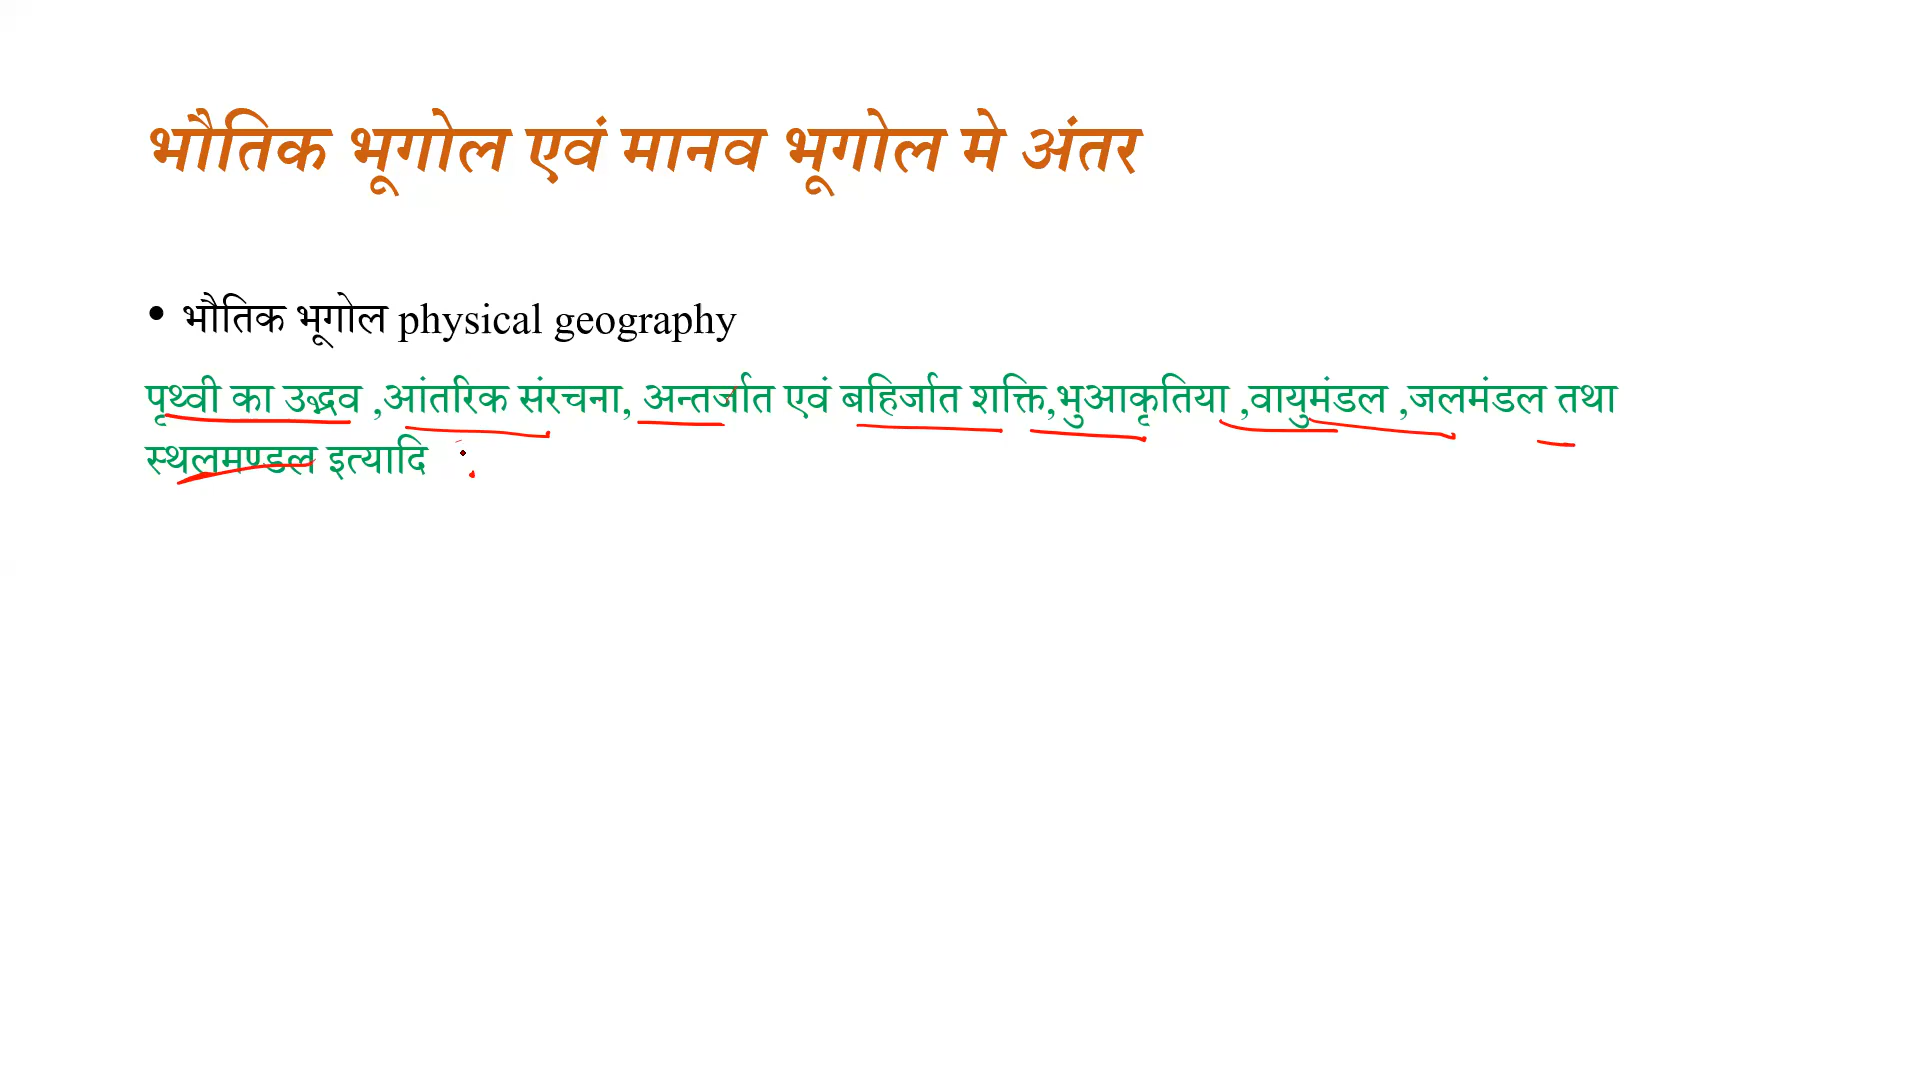 भौतिक भूगोल एवं मानव भूगोल मे अंतर
• भौतिक भूगोल physical geography
पृथ्वी का उद्भव ,आंतरिक संरचना, अन्तर्जात एवं बहिर्जात शक्ति,भुआकृतिया ,वायुमंडल ,जलमंडल तथा
स्थलमण्डल इत्यादि